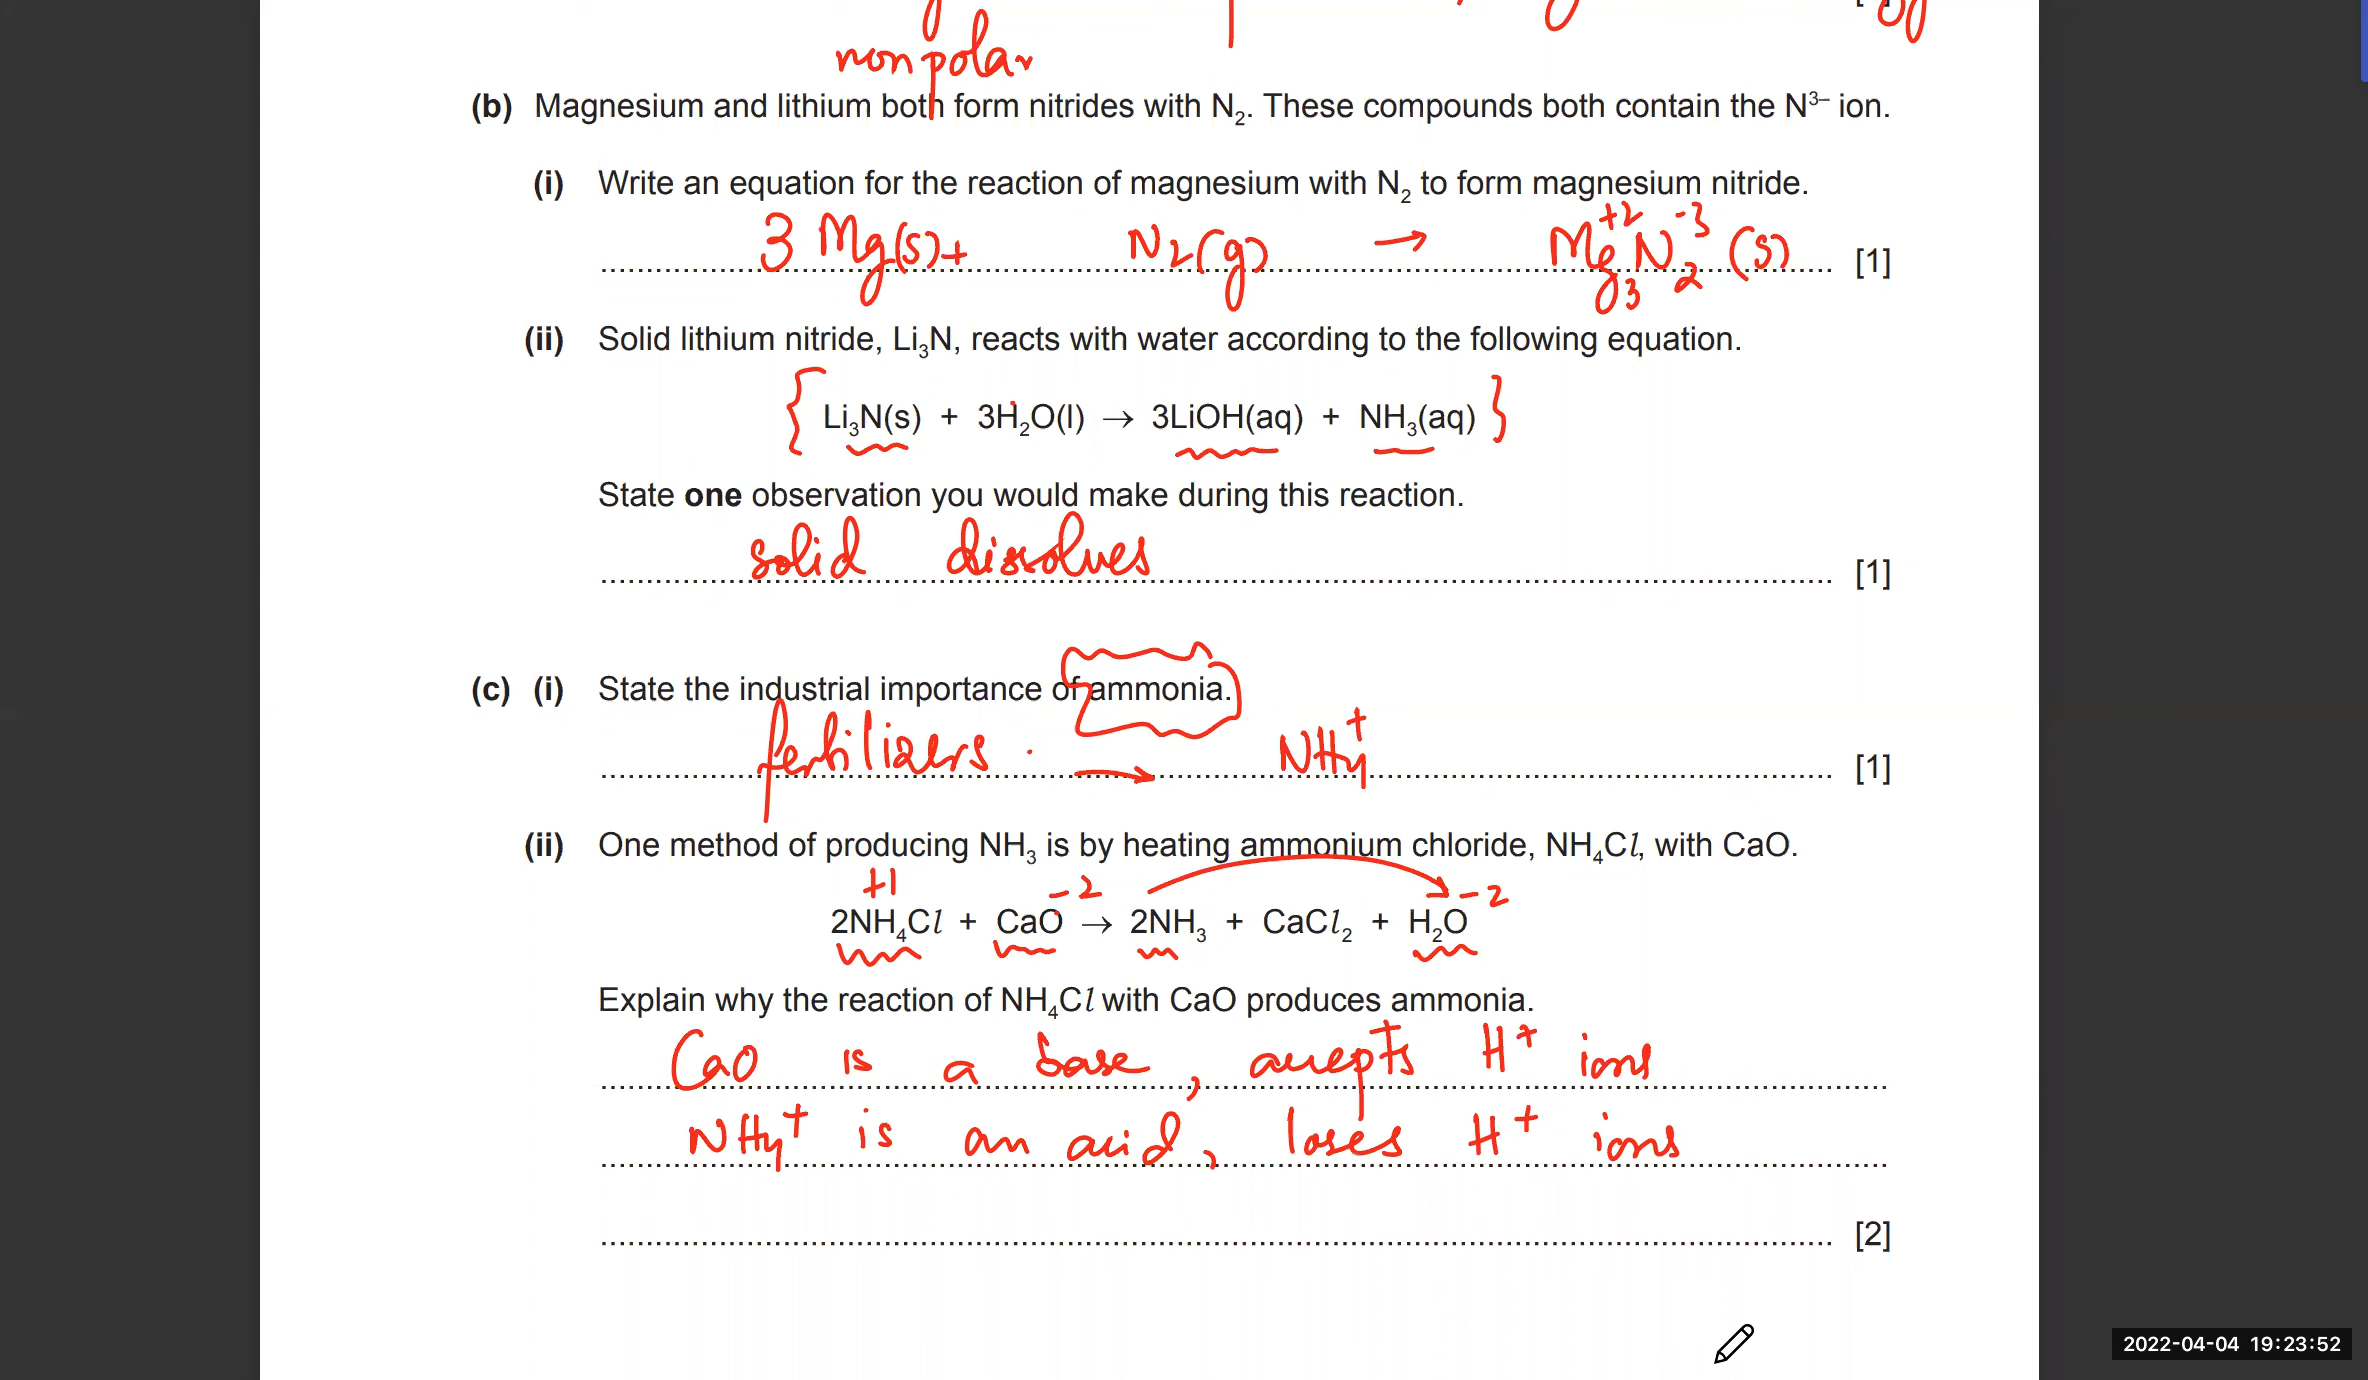 nonpolar
(b) Magnesium and lithium both form nitrides with N₂. These compounds both contain the N³⁻ ion.
(i) Write an equation for the reaction of magnesium with N₂ to form magnesium nitride.
3 Mg(s) + N₂(g) → Mg₃⁺²N₂⁻³ (s) [1]
(ii) Solid lithium nitride, Li₃N, reacts with water according to the following equation.
{ Li₃N(s) + 3H₂O(l) → 3LiOH(aq) + NH₃(aq) }
State one observation you would make during this reaction.
solid dissolves [1]
(c) (i) State the industrial importance of ammonia.
fertilizers. → NH₄⁺ [1]
(ii) One method of producing NH₃ is by heating ammonium chloride, NH₄Cl, with CaO.
+1 -2 -2
2NH₄Cl + CaO → 2NH₃ + CaCl₂ + H₂O
Explain why the reaction of NH₄Cl with CaO produces ammonia.
CaO is a base, accepts H⁺ ions
NH₄⁺ is an acid, loses H⁺ ions
[2]
2022-04-04 19:23:52